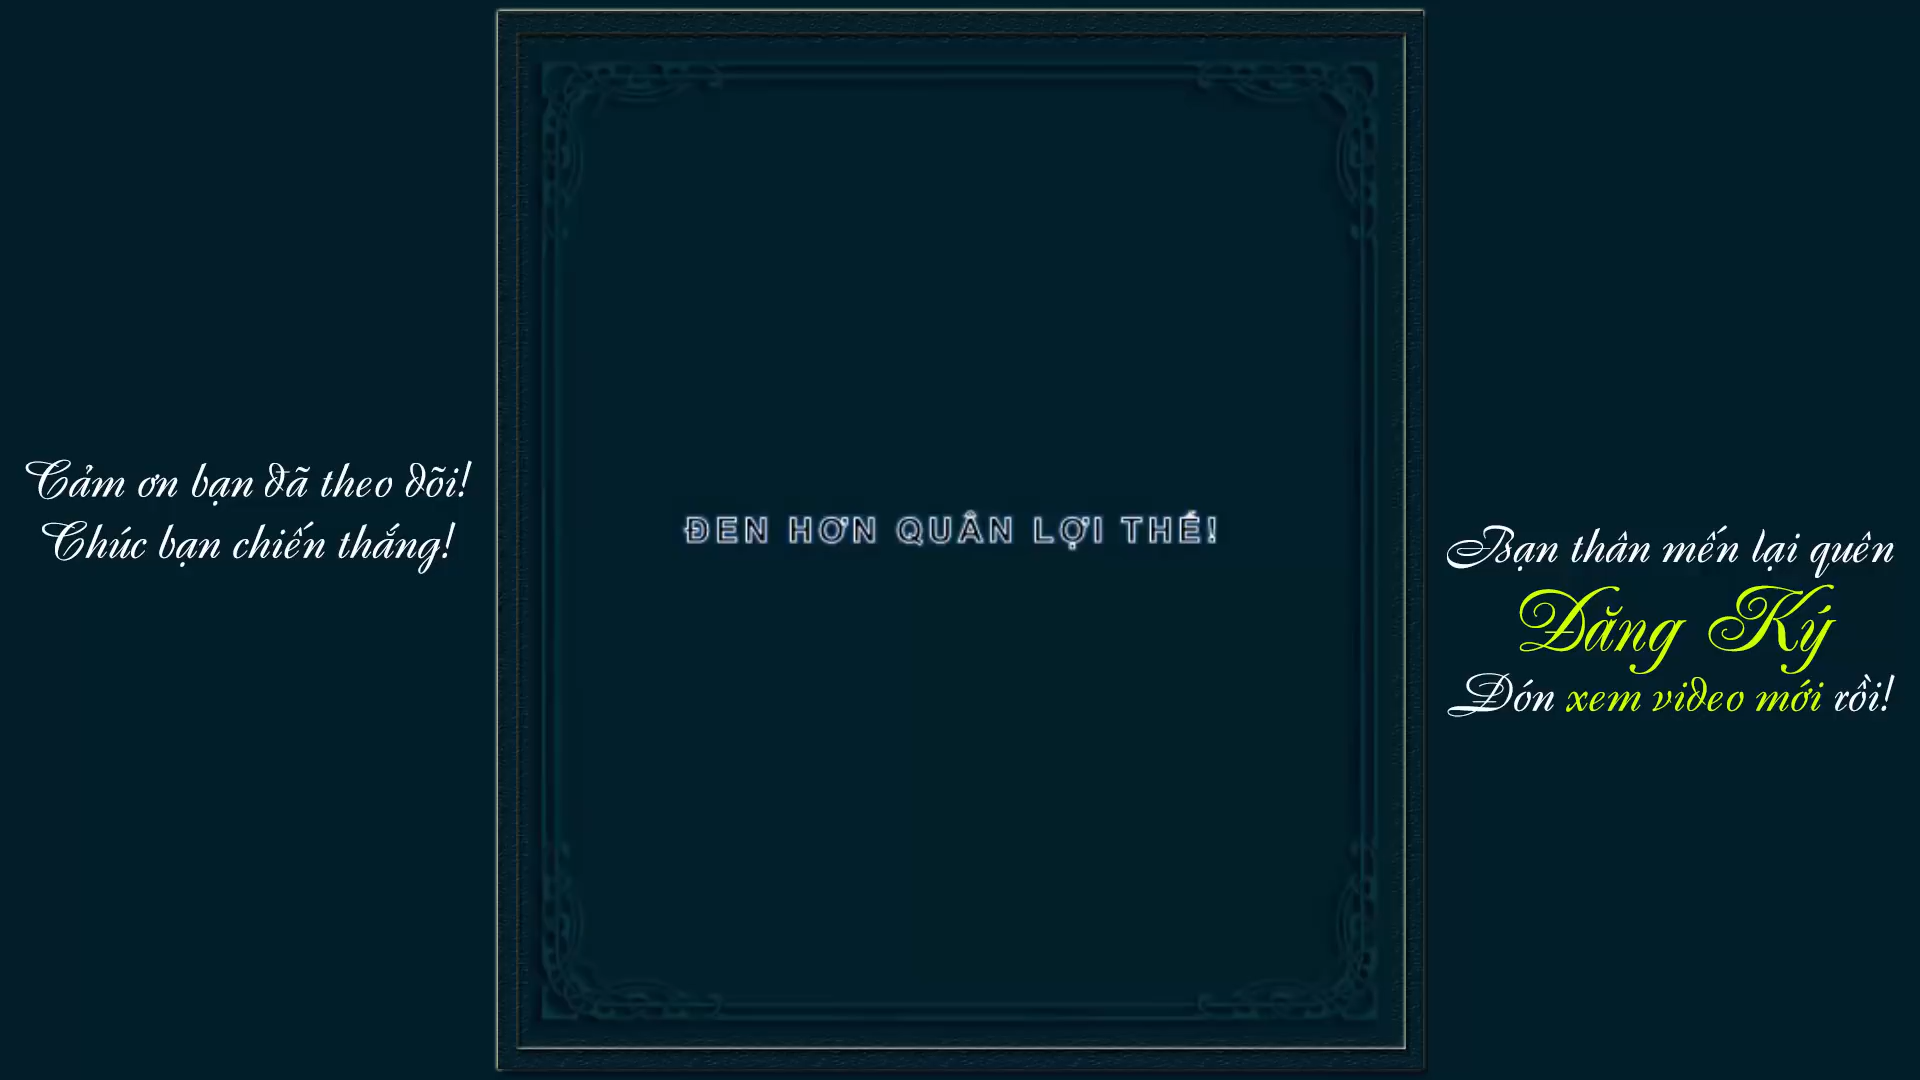 Cảm ơn bạn đã theo dõi!
Chúc bạn chiến thắng!
ĐEN HƠN QUÂN LỢI THẾ!
Bạn thân mến lại quên
Đăng Ký
Đón xem video mới rồi!